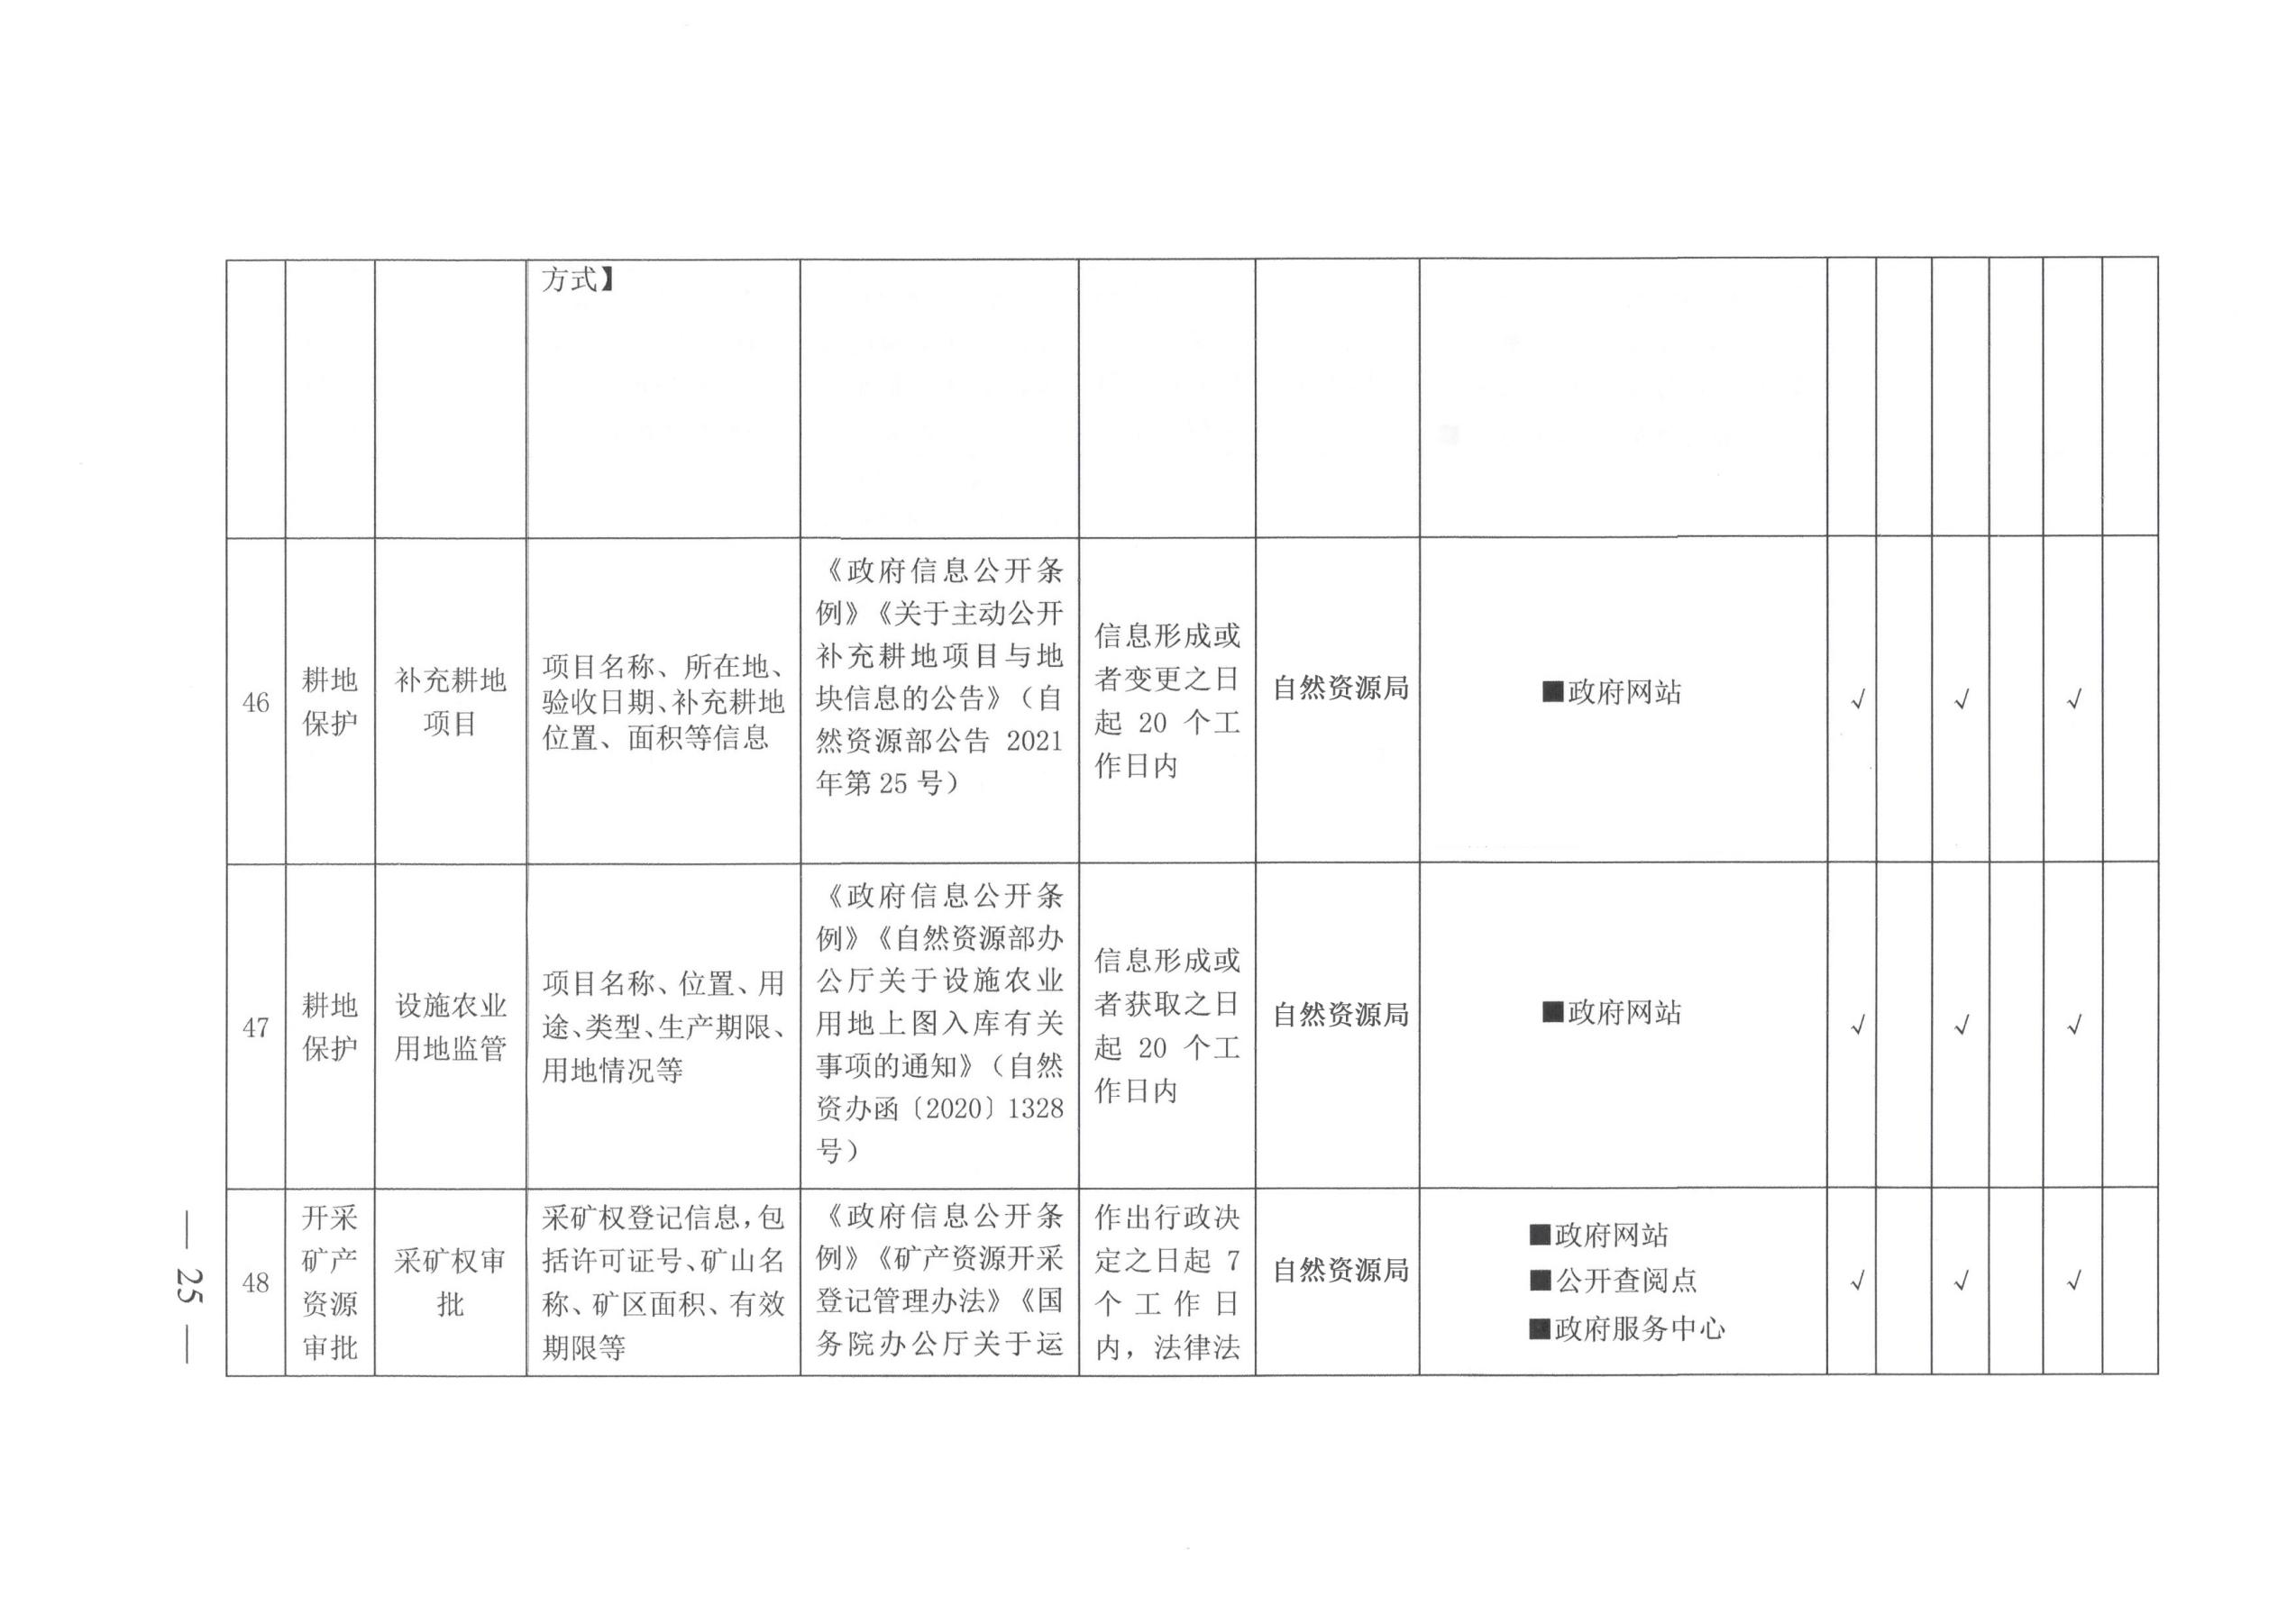 方式】
46
耕地
保护
补充耕地
项目
项目名称、所在地、
验收日期、补充耕地
位置、面积等信息
《政府信息公开条
例》《关于主动公开
补充耕地项目与地
块信息的公告》（自
然资源部公告 2021
年第 25 号）
信息形成或
者变更之日
起 20 个工
作日内
自然资源局
■政府网站
√
√
√
47
耕地
保护
设施农业
用地监管
项目名称、位置、用
途、类型、生产期限、
用地情况等
《政府信息公开条
例》《自然资源部办
公厅关于设施农业
用地上图入库有关
事项的通知》（自然
资办函〔2020〕1328
号）
信息形成或
者获取之日
起 20 个工
作日内
自然资源局
■政府网站
√
√
√
48
开采
矿产
资源
审批
采矿权审
批
采矿权登记信息，包
括许可证号、矿山名
称、矿区面积、有效
期限等
《政府信息公开条
例》《矿产资源开采
登记管理办法》《国
务院办公厅关于运
作出行政决
定之日起 7
个工作日
内，法律法
自然资源局
■政府网站
■公开查阅点
■政府服务中心
√
√
√
— 25 —